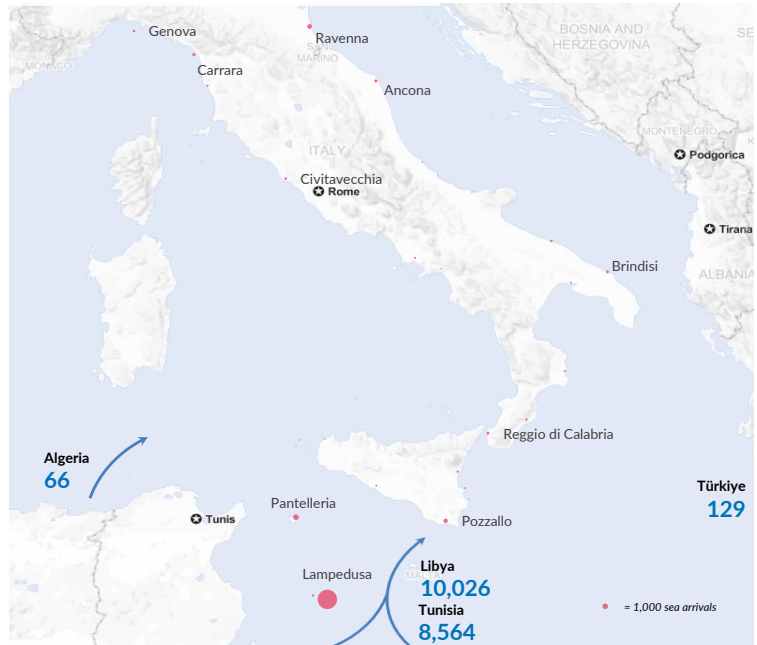 Genova
Ravenna
BOSNIA AND
HERZEGOVINA
SE
SAN
MARINO
MONACO
Carrara
Ancona
MONTENEGRO
K
ITALY
Podgorica
Civitavecchia
Rome
Tirana
Brindisi
ALBANIA
Reggio di Calabria
Algeria
66
Türkiye
129
Pantelleria
Tunis
Pozzallo
Lampedusa
Libya
MALTA
10,026
Tunisia
8,564
= 1,000 sea arrivals